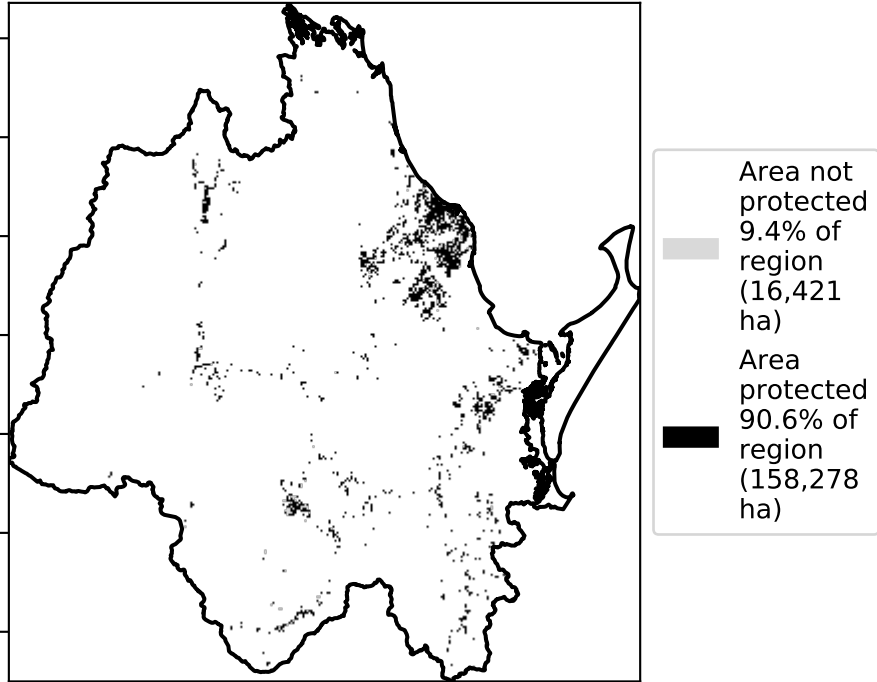 Area not
protected
9.4% of
region
(16,421
ha)
Area
protected
90.6% of
region
(158,278
ha)